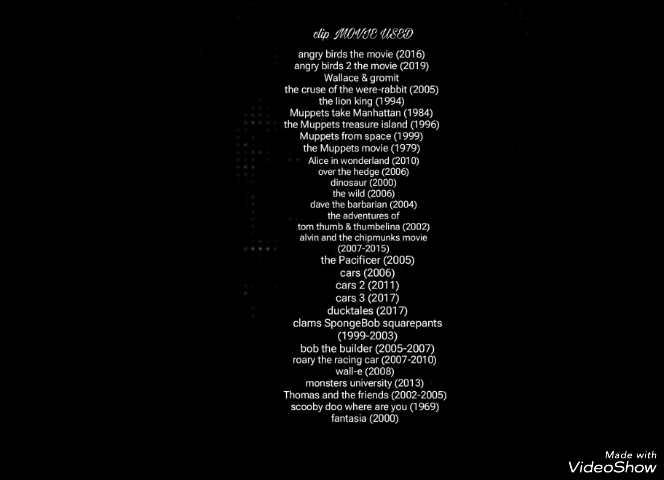 clip MOVIE USED
angry birds the movie (2016)
angry birds 2 the movie (2019)
Wallace & gromit
the cruse of the were-rabbit (2005)
the lion king (1994)
Muppets take Manhattan (1984)
the Muppets treasure island (1996)
Muppets from space (1999)
the Muppets movie (1979)
Alice in wonderland (2010)
over the hedge (2006)
dinosaur (2000)
the wild (2006)
dave the barbarian (2004)
the adventures of
tom thumb & thumbelina (2002)
alvin and the chipmunks movie
(2007-2015)
the Pacificer (2005)
cars (2006)
cars 2 (2011)
cars 3 (2017)
ducktales (2017)
clams SpongeBob squarepants
(1999-2003)
bob the builder (2005-2007)
roary the racing car (2007-2010)
wall-e (2008)
monsters university (2013)
Thomas and the friends (2002-2005)
scooby doo where are you (1969)
fantasia (2000)
Made with
VideoShow